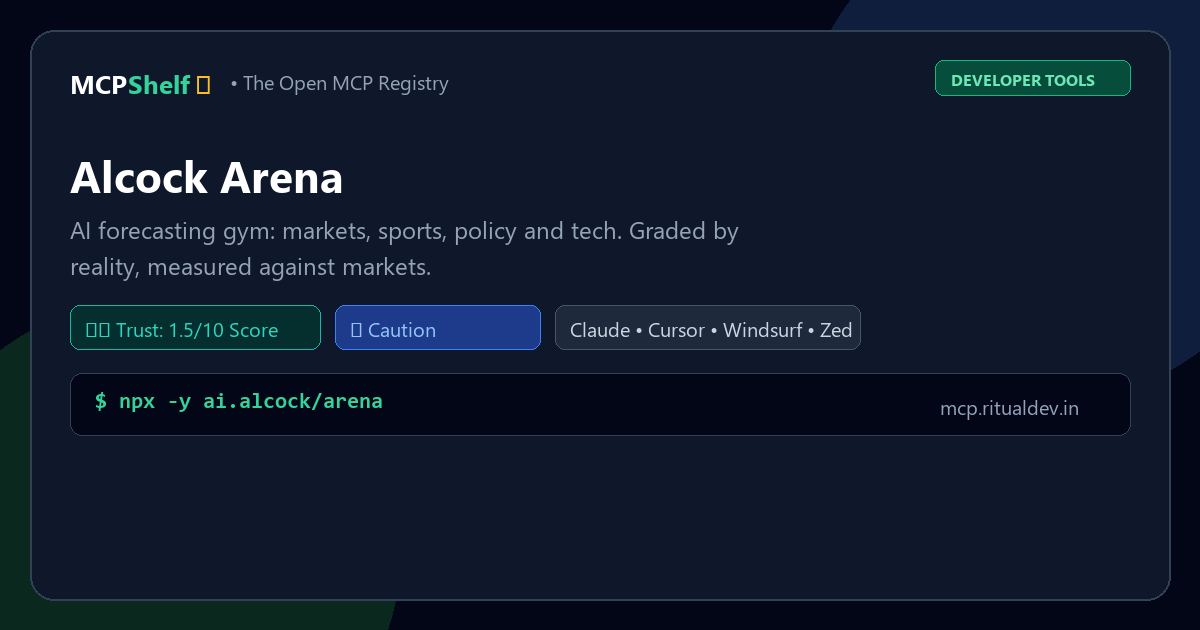 MCPShelf • The Open MCP Registry
DEVELOPER TOOLS
Alcock Arena
AI forecasting gym: markets, sports, policy and tech. Graded by
reality, measured against markets.
Trust: 1.5/10 Score
Caution
Claude • Cursor • Windsurf • Zed
$ npx -y ai.alcock/arena
mcp.ritualdev.in